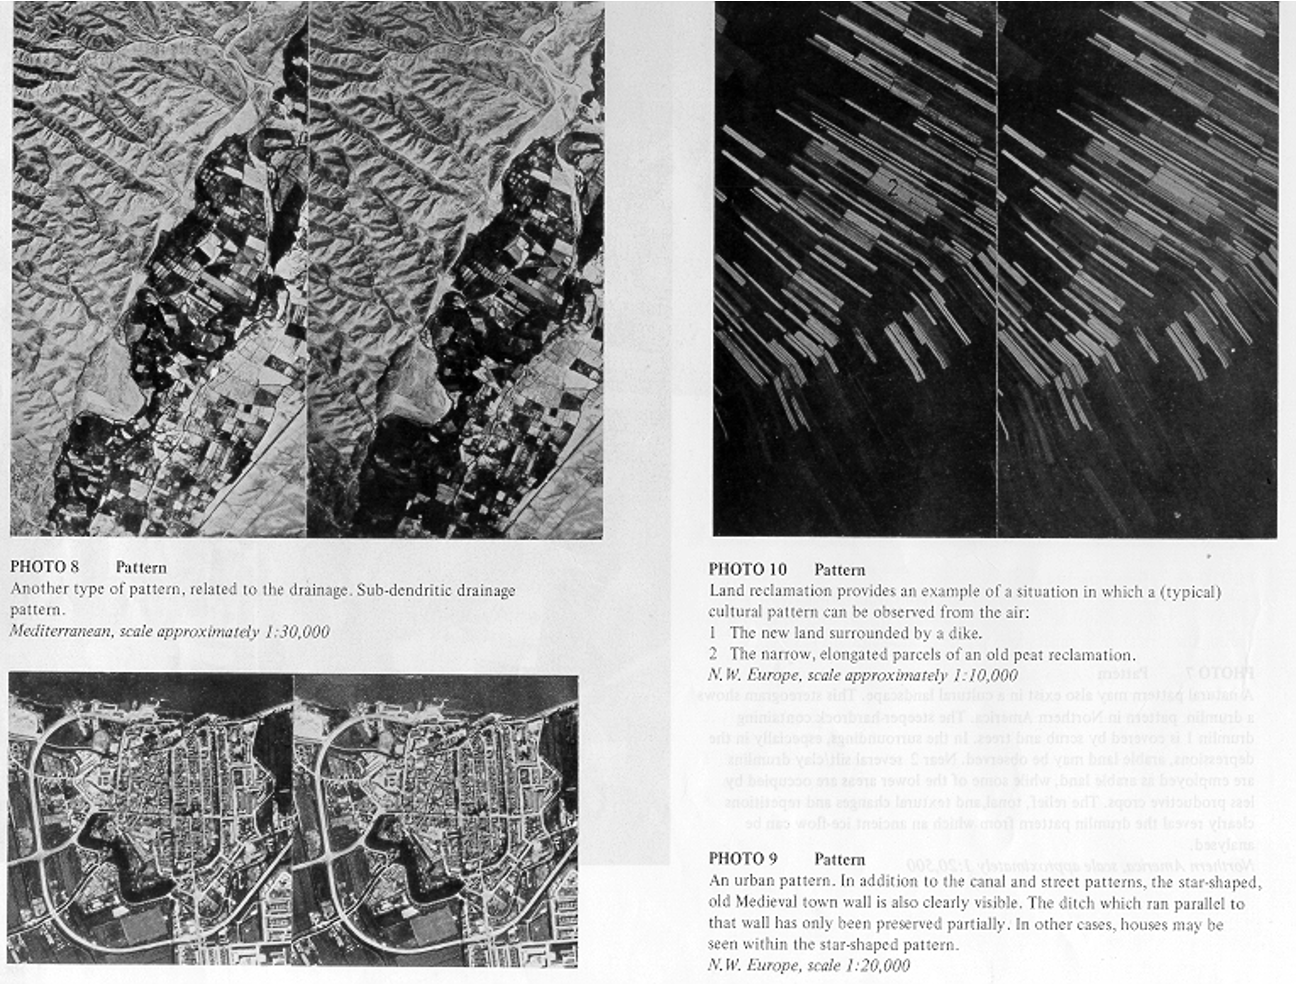 PHOTO 8 Pattern
Another type of pattern, related to the drainage. Sub-dendritic drainage
pattern.
Mediterranean, scale approximately 1:30,000
2
PHOTO 10 Pattern
Land reclamation provides an example of a situation in which a (typical)
cultural pattern can be observed from the air:
1 The new land surrounded by a dike.
2 The narrow, elongated parcels of an old peat reclamation.
N.W. Europe, scale approximately 1:10,000
PHOTO 9 Pattern
An urban pattern. In addition to the canal and street patterns, the star-shaped,
old Medieval town wall is also clearly visible. The ditch which ran parallel to
that wall has only been preserved partially. In other cases, houses may be
seen within the star-shaped pattern.
N.W. Europe, scale 1:20,000